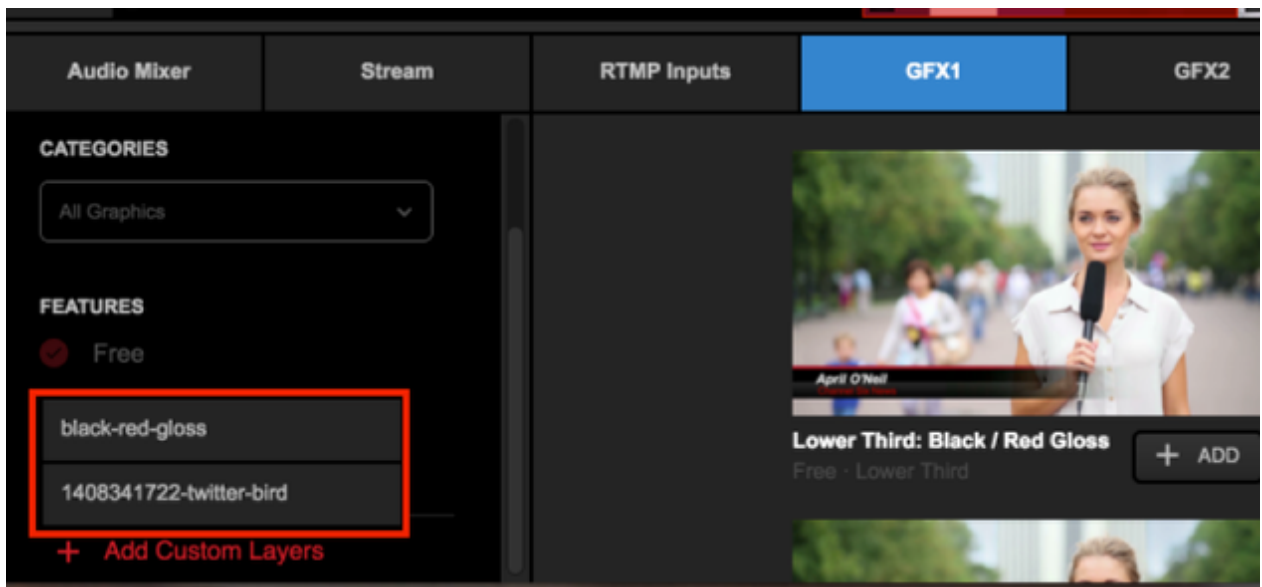 Audio Mixer
Stream
RTMP Inputs
GFX1
GFX2
CATEGORIES
All Graphics
FEATURES
Free
black-red-gloss
1408341722-twitter-bird
+ Add Custom Layers
April O'Neil
Lower Third: Black / Red Gloss
Free · Lower Third
+ ADD